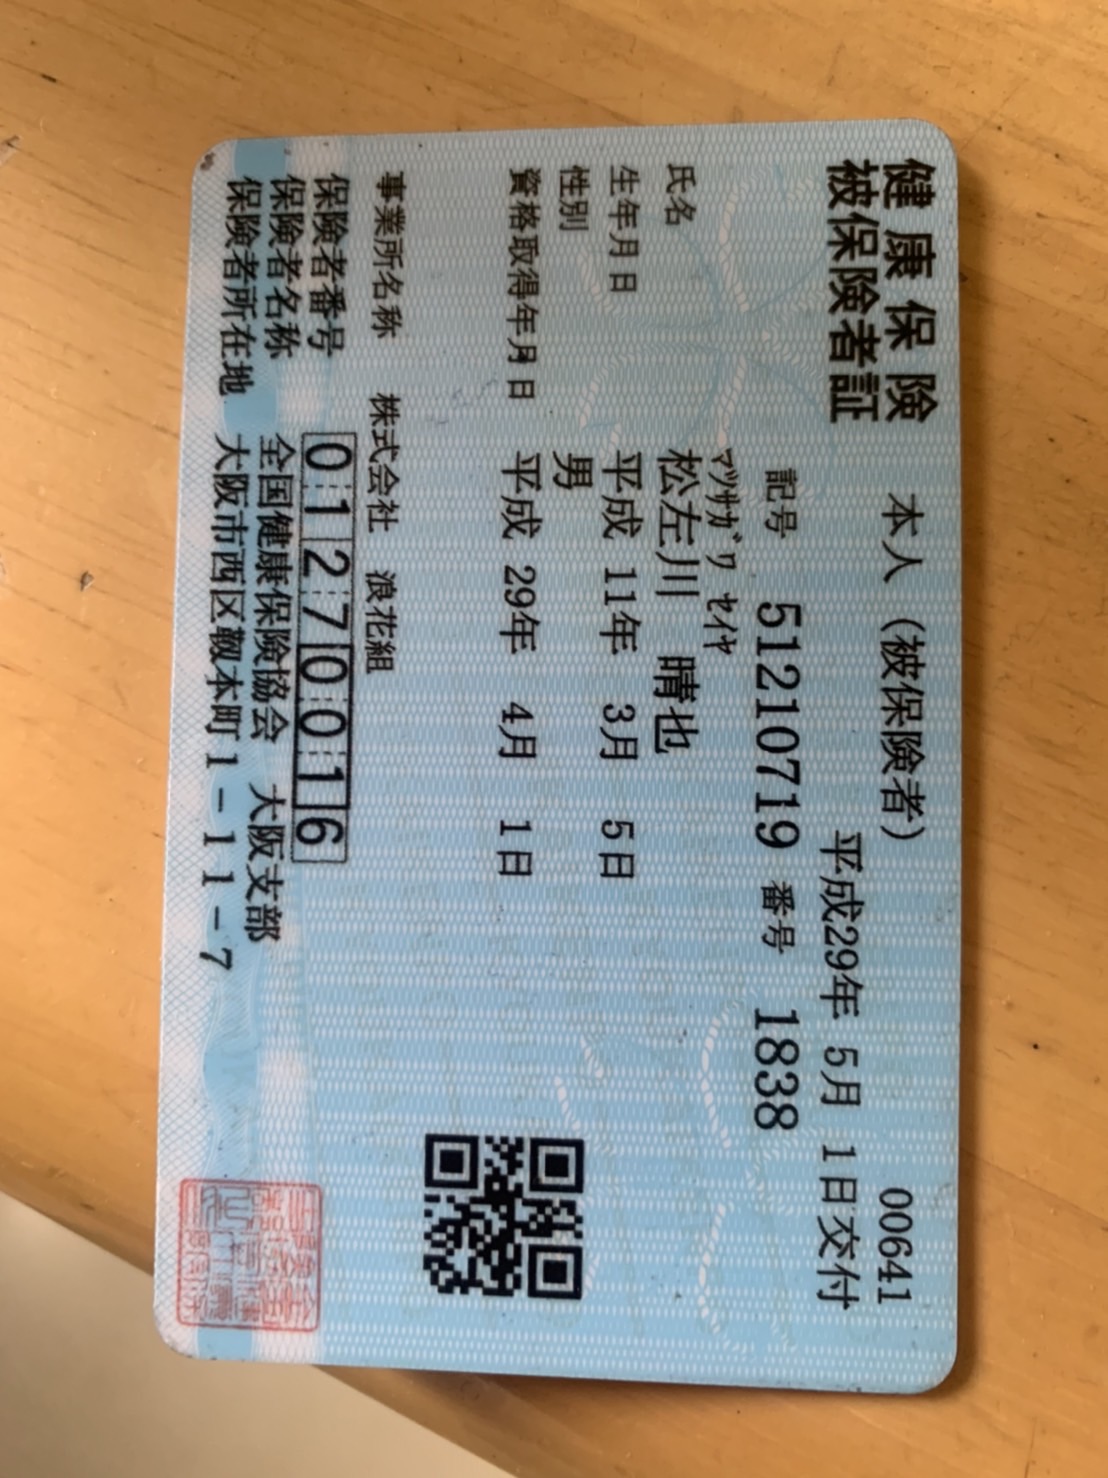 健康保険 本人（被保険者） 00641
被保険者証 平成29年 5月 1日交付
記号 51210719 番号 1838
ﾏﾂｻｶﾞﾜ ｾｲﾔ
氏名 松左川 晴也
生年月日 平成 11年 3月 5日
性別 男
資格取得年月日 平成 29年 4月 1日
事業所名称 株式会社 浪花組
保険者番号 01270016
保険者名称 全国健康保険協会 大阪支部
保険者所在地 大阪市西区靱本町1-11-7